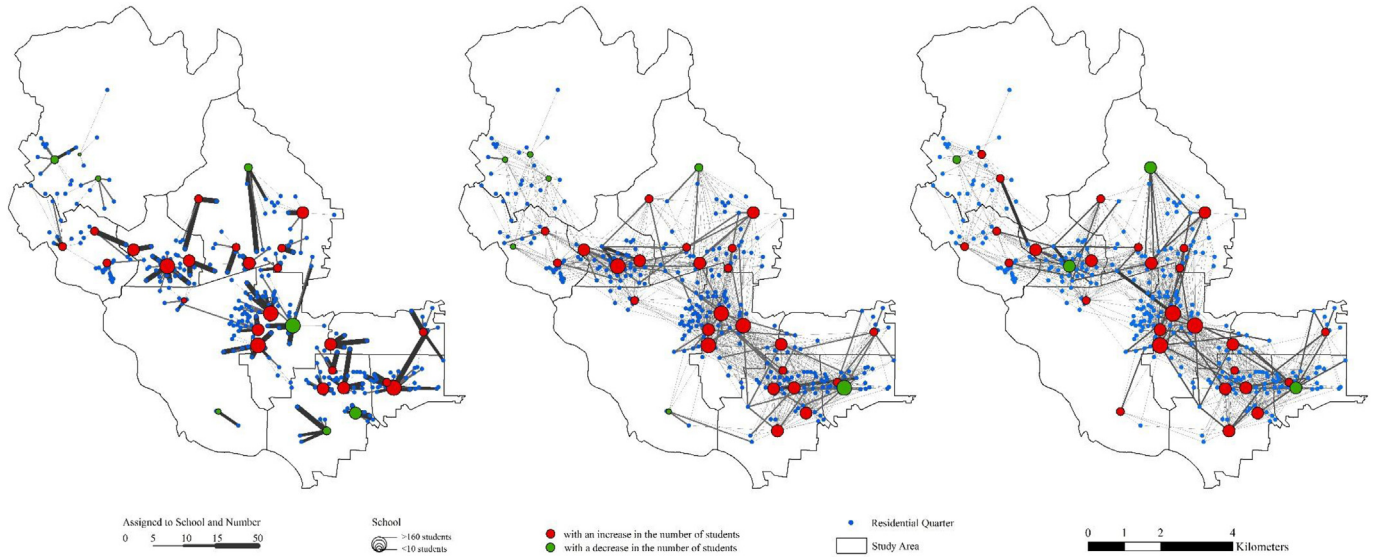 Assigned to School and Number
0 5 10 15 50
School
>160 students
<10 students
with an increase in the number of students
with a decrease in the number of students
Residential Quarter
Study Area
0 1 2 4
Kilometers